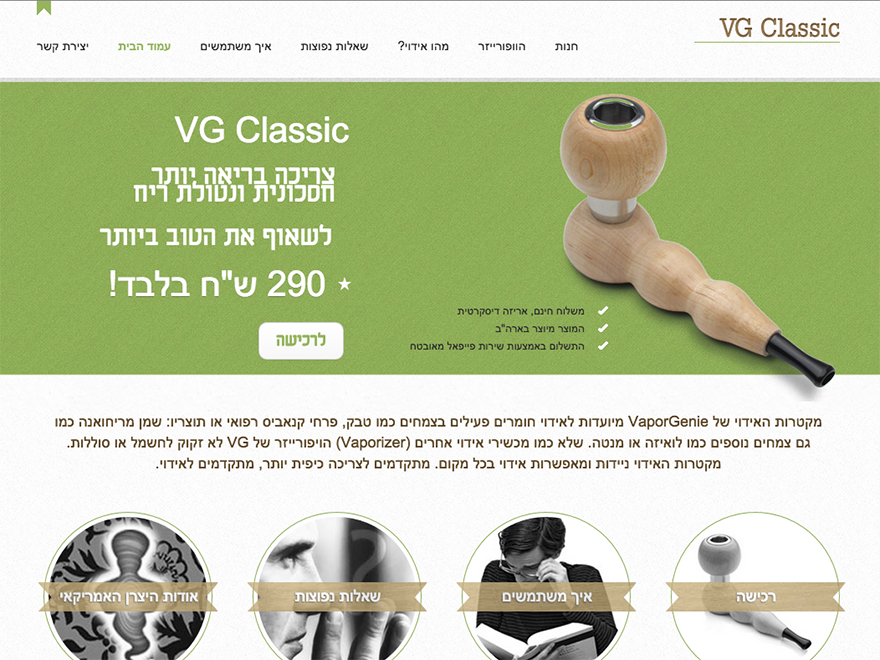 VG Classic
חנות
הוופורייזר
מהו אידוי?
שאלות נפוצות
איך משתמשים
עמוד הבית
יצירת קשר
VG Classic
צריכה בריאה יותר
חסכונית ונטולת ריח
לשאוף את הטוב ביותר
290 ש"ח בלבד!
לרכישה
משלוח חינם, אריזה דיסקרטית
המוצר מיוצר בארה"ב
התשלום באמצעות שירות פייפאל מאובטח
מקטרות האידוי של VaporGenie מיועדות לאידוי חומרים פעילים בצמחים כמו טבק, פרחי קנאביס רפואי או תוצריו: שמן מריחואנה כמו
גם צמחים נוספים כמו לואיזה או מנטה. שלא כמו מכשירי אידוי אחרים (Vaporizer) הויפורייזר של VG לא זקוק לחשמל או סוללות.
מקטרות האידוי ניידות ומאפשרות אידוי בכל מקום. מתקדמים לצריכה כיפית יותר, מתקדמים לאידוי.
רכישה
איך משתמשים
שאלות נפוצות
אודות היצרן האמריקאי